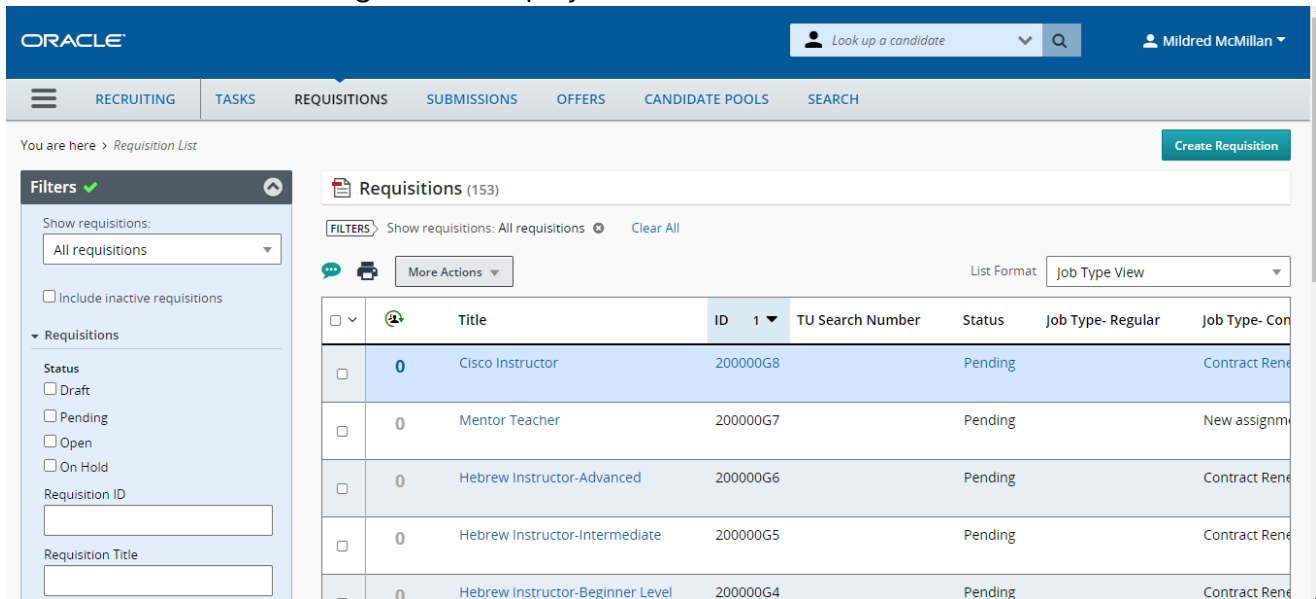 ORACLE
Look up a candidate
Mildred McMillan
RECRUITING TASKS REQUISITIONS SUBMISSIONS OFFERS CANDIDATE POOLS SEARCH
You are here > Requisition List
Create Requisition
Filters
Show requisitions:
All requisitions
Include inactive requisitions
Requisitions
Status
Draft
Pending
Open
On Hold
Requisition ID
Requisition Title
Requisitions (153)
FILTERS Show requisitions: All requisitions Clear All
More Actions
List Format Job Type View
Title ID 1 TU Search Number Status Job Type- Regular Job Type- Con
0 Cisco Instructor 200000G8 Pending Contract Rene
0 Mentor Teacher 200000G7 Pending New assignm
0 Hebrew Instructor-Advanced 200000G6 Pending Contract Rene
0 Hebrew Instructor-Intermediate 200000G5 Pending Contract Rene
0 Hebrew Instructor-Beginner Level 200000G4 Pending Contract Rene